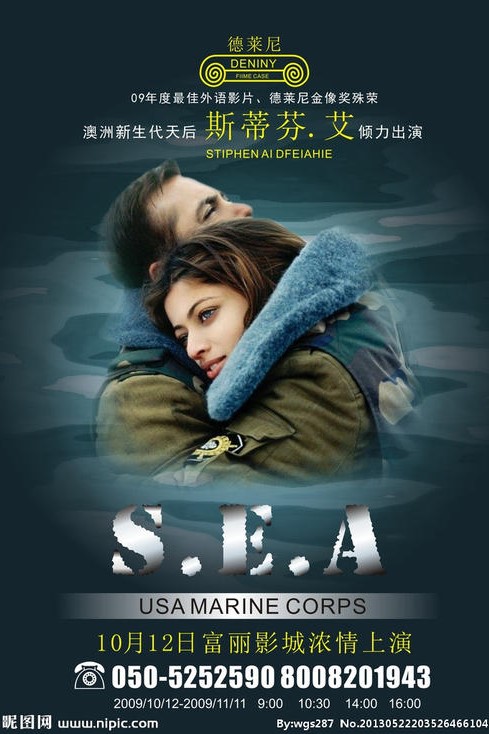 德莱尼
DENINY
FIIME CASE
09年度最佳外语影片、德莱尼金像奖殊荣
澳洲新生代天后 斯蒂芬.艾 倾力出演
STIPHEN AI DFEIAHIE
S.E.A
USA MARINE CORPS
10月12日富丽影城浓情上演
050-5252590 8008201943
2009/10/12-2009/11/11 9:00 10:30 14:00 16:00
昵图网 www.nipic.com By:wgs287 No.20130522203526466104